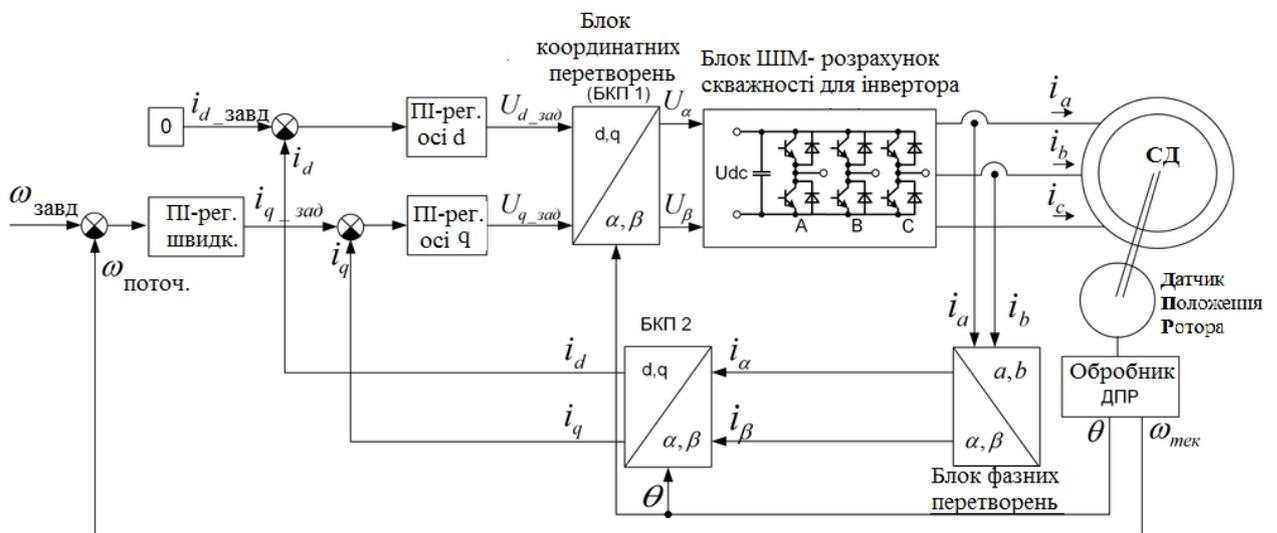 Блок
координатних
перетворень
(БКП 1)
Блок ШІМ- розрахунок
скважності для інвертора
0
i_d_завд
ПІ-рег.
осі d
U_d_зад
d,q
α, β
U_α
U_β
Udc
A
B
C
i_a
i_b
i_c
СД
i_d
ω_завд
ПІ-рег.
швидк.
i_q_зад
ПІ-рег.
осі q
U_q_зад
i_q
ω_поточ.
Датчик
Положення
Ротора
i_a
i_b
БКП 2
i_d
d,q
i_α
a,b
Обробник
ДПР
i_q
α, β
i_β
α, β
θ
ω_тек
Блок фазних
перетворень
θ